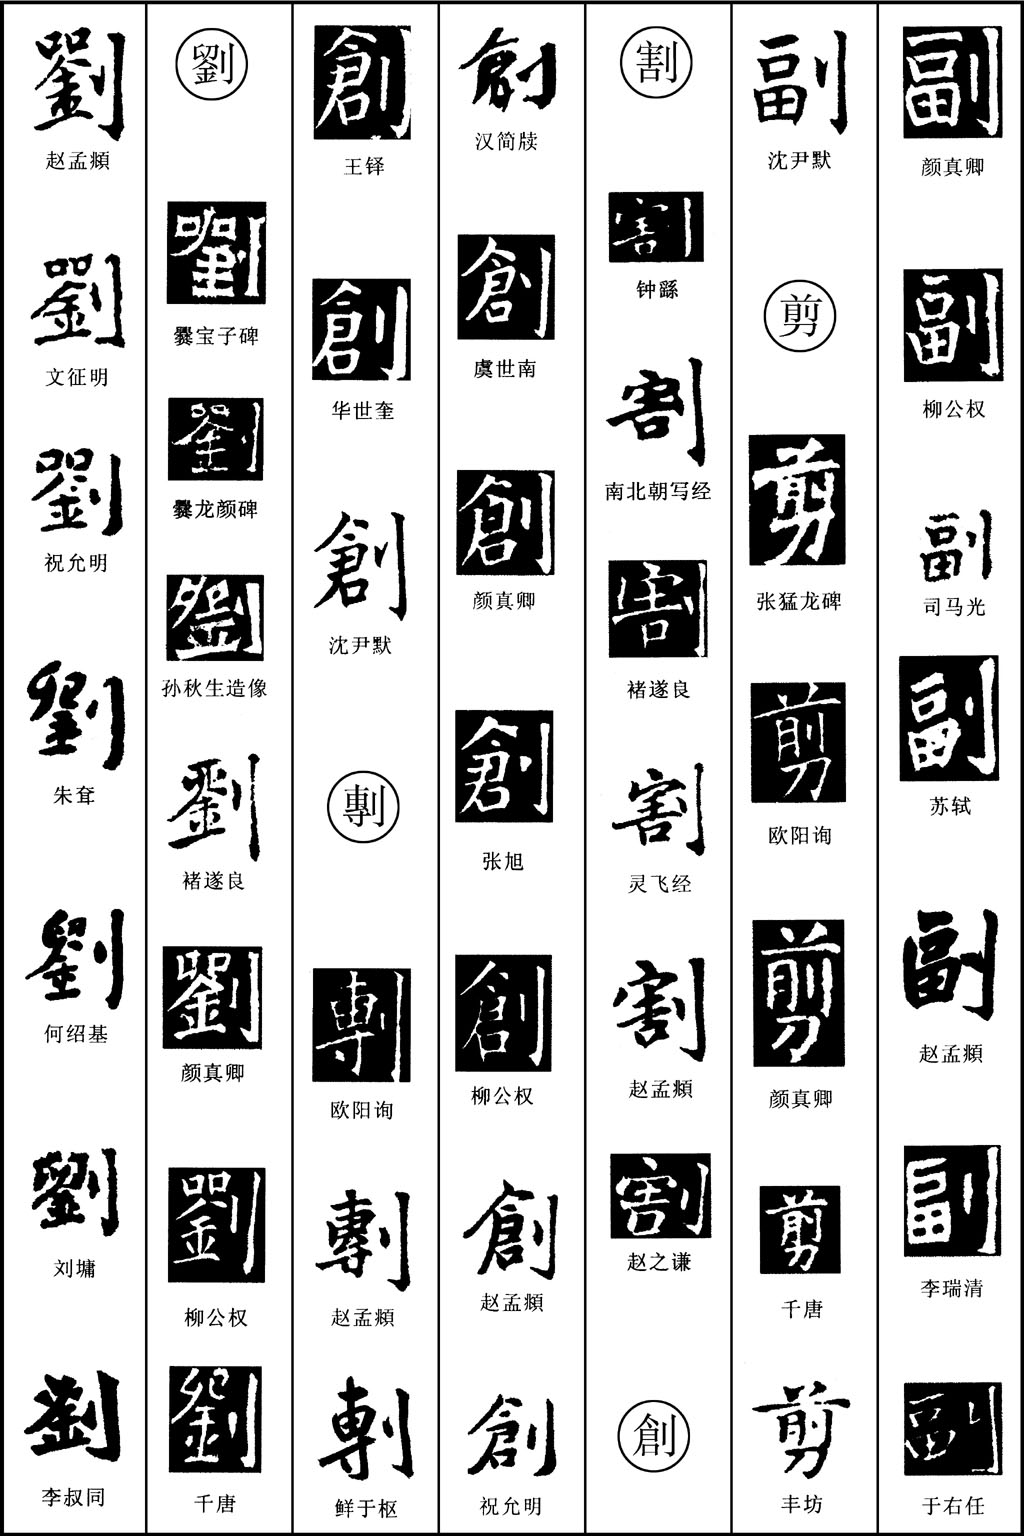 副
颜真卿
副
柳公权
副
司马光
副
苏轼
副
赵孟頫
副
李瑞清
副
于右任
副
沈尹默
剪
剪
张猛龙碑
剪
欧阳询
剪
颜真卿
剪
千唐
剪
丰坊
割
割
钟繇
割
南北朝写经
割
褚遂良
割
灵飞经
割
赵孟頫
割
赵之谦
創
創
汉简牍
創
虞世南
創
颜真卿
創
张旭
創
柳公权
創
赵孟頫
創
祝允明
創
王铎
創
华世奎
創
沈尹默
剸
剸
欧阳询
剸
赵孟頫
剸
鲜于枢
劉
劉
爨宝子碑
劉
爨龙颜碑
劉
孙秋生造像
劉
褚遂良
劉
颜真卿
劉
柳公权
劉
千唐
劉
赵孟頫
劉
文征明
劉
祝允明
劉
朱耷
劉
何绍基
劉
刘墉
劉
李叔同